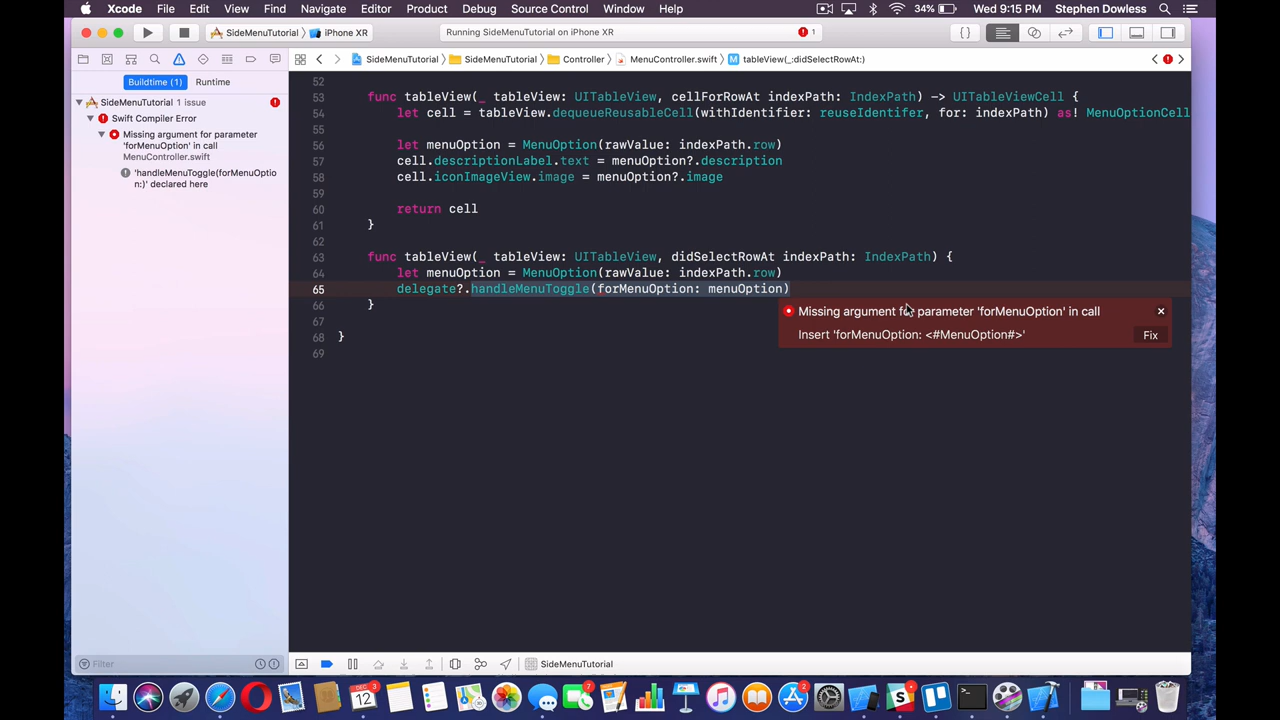 Xcode File Edit View Find Navigate Editor Product Debug Source Control Window Help 34% Wed 9:15 PM Stephen Dowless
SideMenuTutorial iPhone XR Running SideMenuTutorial on iPhone XR 1
SideMenuTutorial SideMenuTutorial Controller MenuController.swift M tableView(_:didSelectRowAt:)
Buildtime (1) Runtime
SideMenuTutorial 1 issue
Swift Compiler Error
Missing argument for parameter
'forMenuOption' in call
MenuController.swift
'handleMenuToggle(forMenuOptio
n:)' declared here
Filter
52
53 func tableView(_ tableView: UITableView, cellForRowAt indexPath: IndexPath) -> UITableViewCell {
54 let cell = tableView.dequeueReusableCell(withIdentifier: reuseIdentifer, for: indexPath) as! MenuOptionCell
55
56 let menuOption = MenuOption(rawValue: indexPath.row)
57 cell.descriptionLabel.text = menuOption?.description
58 cell.iconImageView.image = menuOption?.image
59
60 return cell
61 }
62
63 func tableView(_ tableView: UITableView, didSelectRowAt indexPath: IndexPath) {
64 let menuOption = MenuOption(rawValue: indexPath.row)
65 delegate?.handleMenuToggle(forMenuOption: menuOption)
66 }
67
68 }
69
Missing argument for parameter 'forMenuOption' in call
Insert 'forMenuOption: <#MenuOption#>'
Fix
SideMenuTutorial
DEC
12
3
7
2